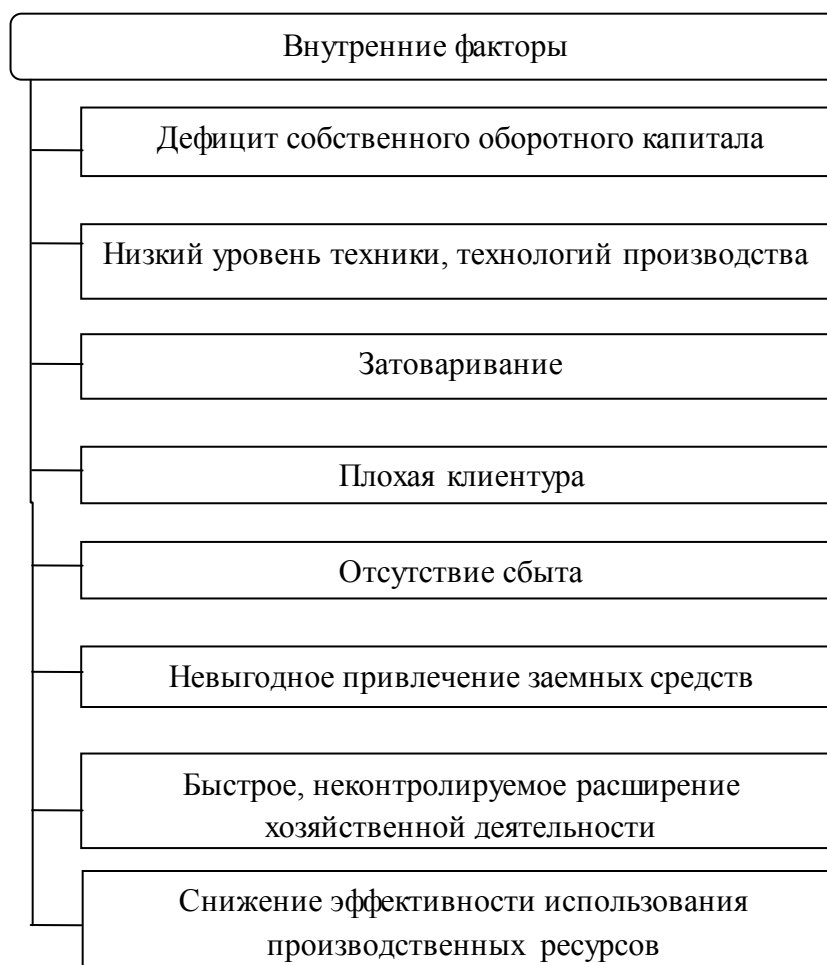 Внутренние факторы
Дефицит собственного оборотного капитала
Низкий уровень техники, технологий производства
Затоваривание
Плохая клиентура
Отсутствие сбыта
Невыгодное привлечение заемных средств
Быстрое, неконтролируемое расширение
хозяйственной деятельности
Снижение эффективности использования
производственных ресурсов